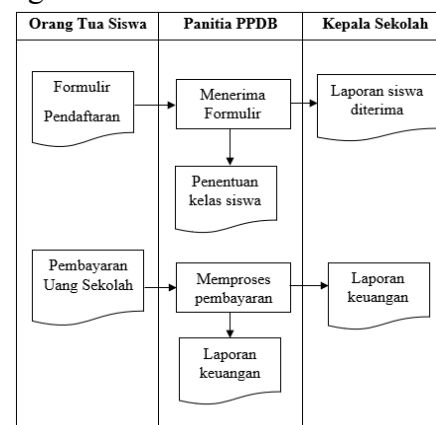 Orang Tua Siswa
Panitia PPDB
Kepala Sekolah
Formulir
Pendaftaran
Menerima
Formulir
Laporan siswa
diterima
Penentuan
kelas siswa
Pembayaran
Uang Sekolah
Memproses
pembayaran
Laporan
keuangan
Laporan
keuangan